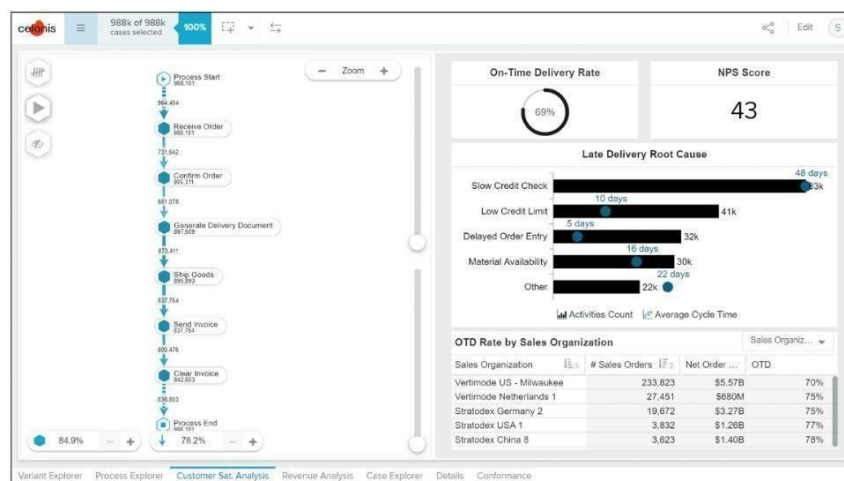 celonis
988k of 988k
cases selected
100%
Edit
S
Zoom
Process Start
988,101
964,404
Receive Order
988,101
731,642
Confirm Order
905,311
681,078
Generate Delivery Document
897,509
873,411
Ship Goods
895,893
837,754
Send Invoice
837,754
800,476
Clear Invoice
842,603
838,803
Process End
988,101
84.9%
78.2%
On-Time Delivery Rate
69%
NPS Score
43
Late Delivery Root Cause
48 days
Slow Credit Check
10 days
Low Credit Limit
41k
5 days
Delayed Order Entry
32k
16 days
Material Availability
30k
22 days
Other
22k
Activities Count
Average Cycle Time
OTD Rate by Sales Organization
Sales Organiz...
Sales Organization # Sales Orders Net Order ... OTD
Vertimode US - Milwaukee 233,823 $5.57B 70%
Vertimode Netherlands 1 27,451 $680M 75%
Stratodex Germany 2 19,672 $3.27B 75%
Stratodex USA 1 3,832 $1.26B 77%
Stratodex China 8 3,623 $1.40B 78%
Variant Explorer Process Explorer Customer Sat. Analysis Revenue Analysis Case Explorer Details Conformance